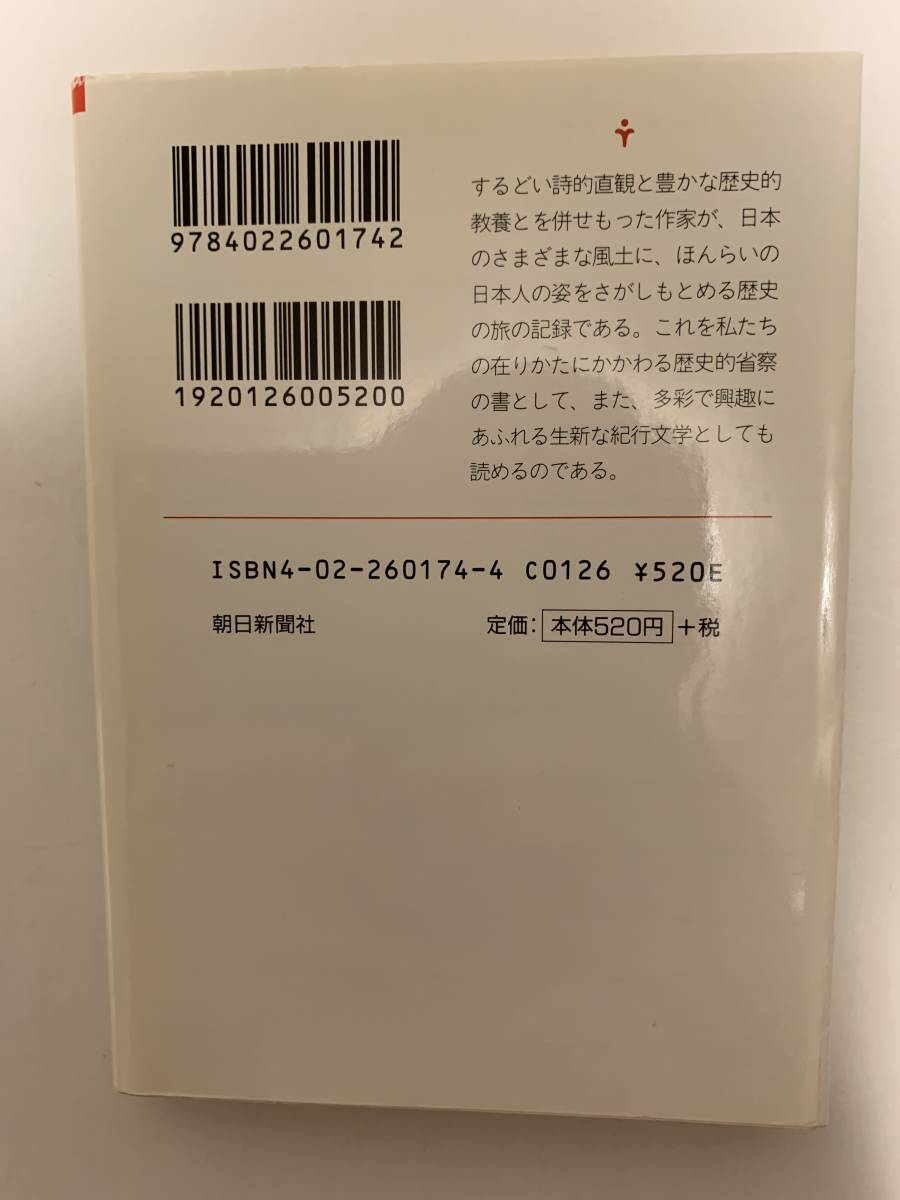 9784022601742
1920126005200
するどい詩的直観と豊かな歴史的
教養とを併せもった作家が、日本
のさまざまな風土に、ほんらいの
日本人の姿をさがしもとめる歴史
の旅の記録である。これを私たち
の在りかたにかかわる歴史的省察
の書として、また、多彩で興趣に
あふれる生新な紀行文学としても
読めるのである。
ISBN4-02-260174-4 C0126 ¥520E
朝日新聞社 定価: 本体520円 +税